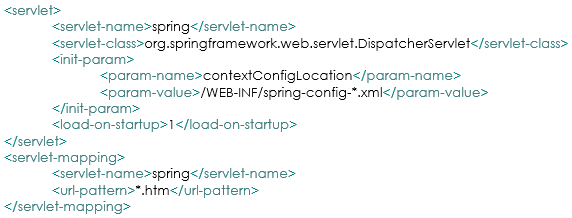 <servlet>
<servlet-name>spring</servlet-name>
<servlet-class>org.springframework.web.servlet.DispatcherServlet</servlet-class>
<init-param>
<param-name>contextConfigLocation</param-name>
<param-value>/WEB-INF/spring-config-*.xml</param-value>
</init-param>
<load-on-startup>1</load-on-startup>
</servlet>
<servlet-mapping>
<servlet-name>spring</servlet-name>
<url-pattern>*.htm</url-pattern>
</servlet-mapping>